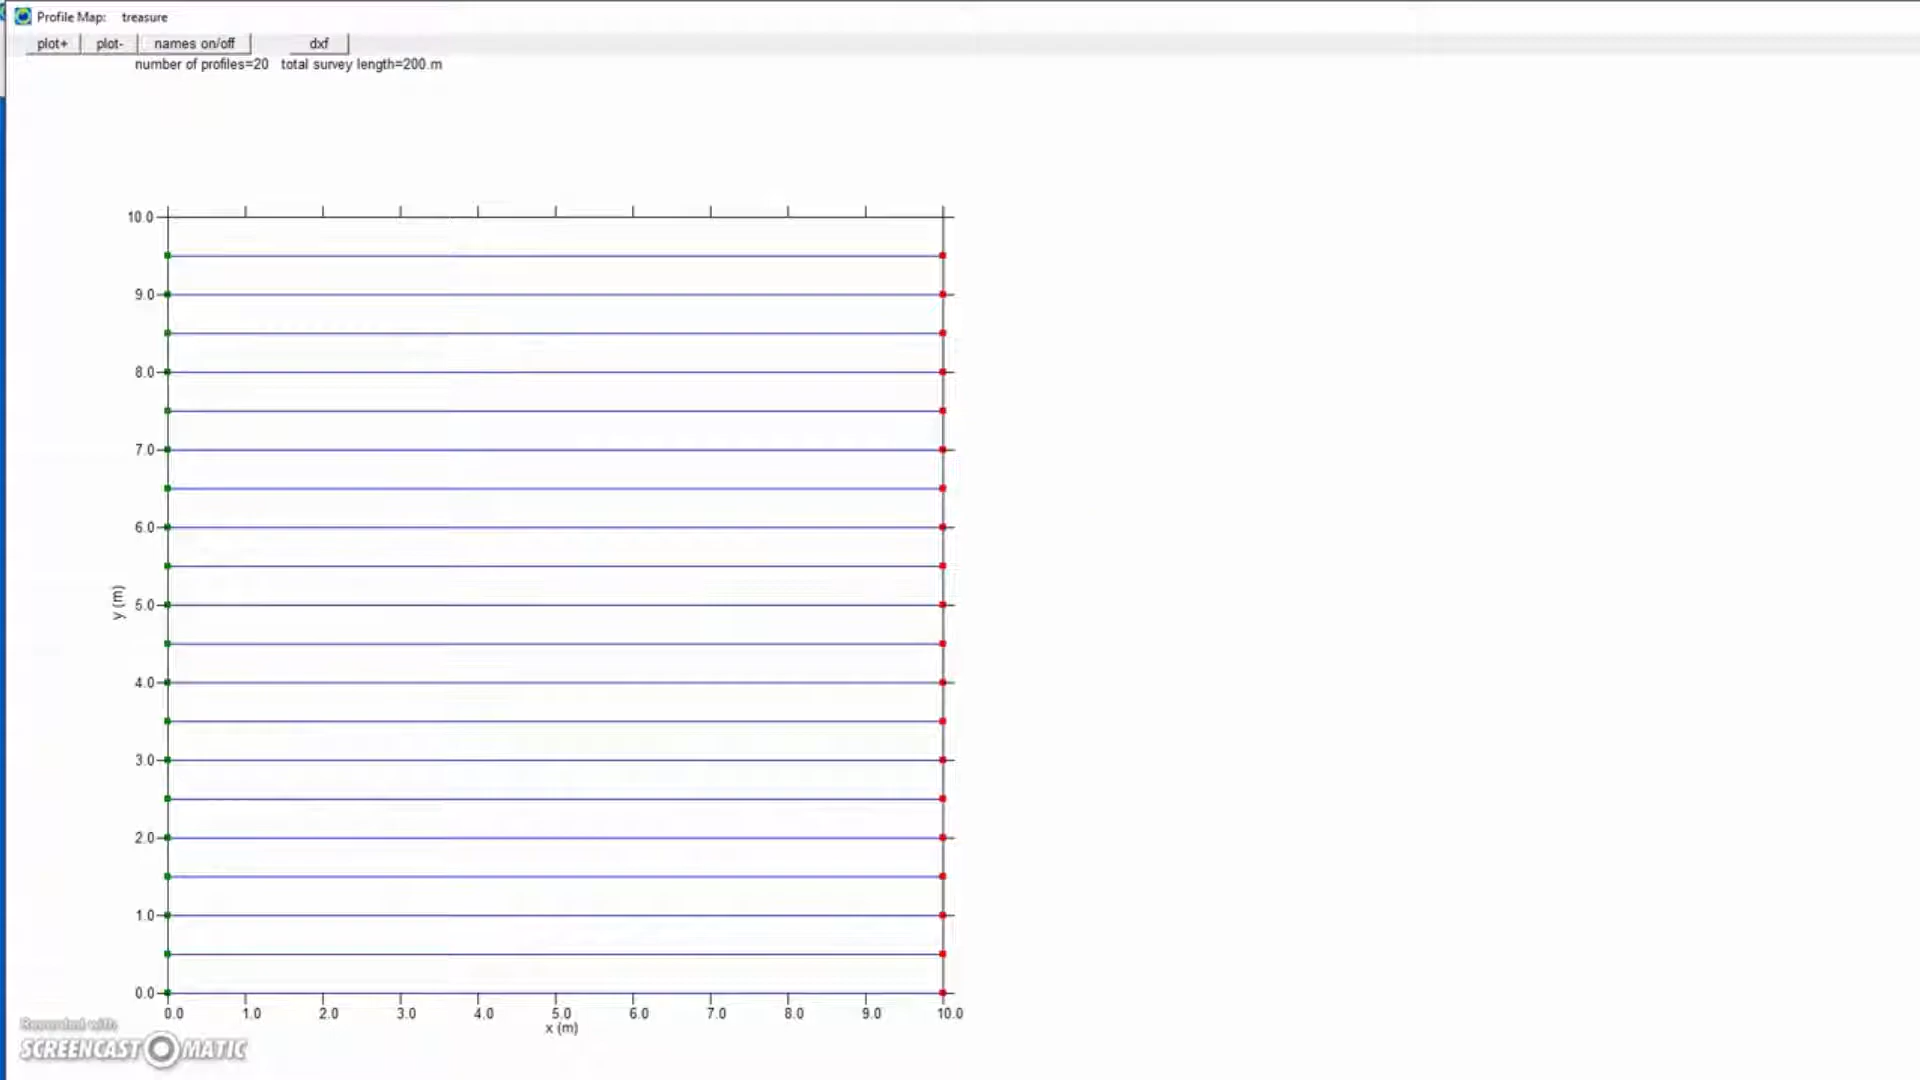 Profile Map: treasure
plot+ plot- names on/off dxf
number of profiles=20 total survey length=200 m
10.0
9.0
8.0
7.0
6.0
y (m)
5.0
4.0
3.0
2.0
1.0
0.0
0.0 1.0 2.0 3.0 4.0 5.0 6.0 7.0 8.0 9.0 10.0
x (m)
Recorded with
SCREENCAST MATIC